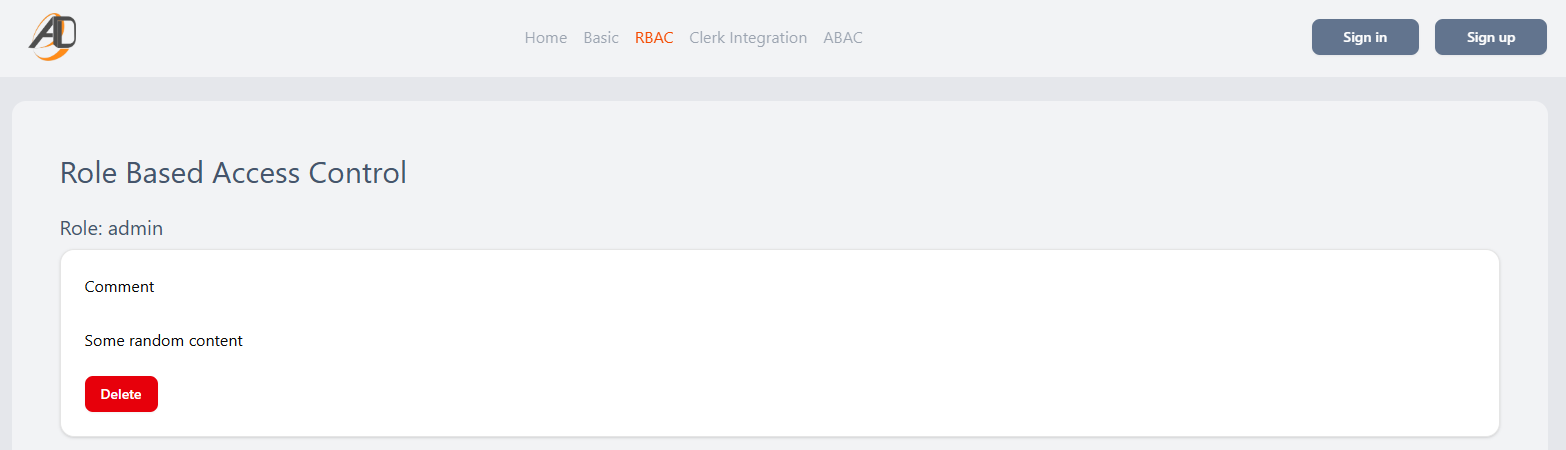 AD
Home Basic RBAC Clerk Integration ABAC Sign in Sign up
Role Based Access Control
Role: admin
Comment
Some random content
Delete